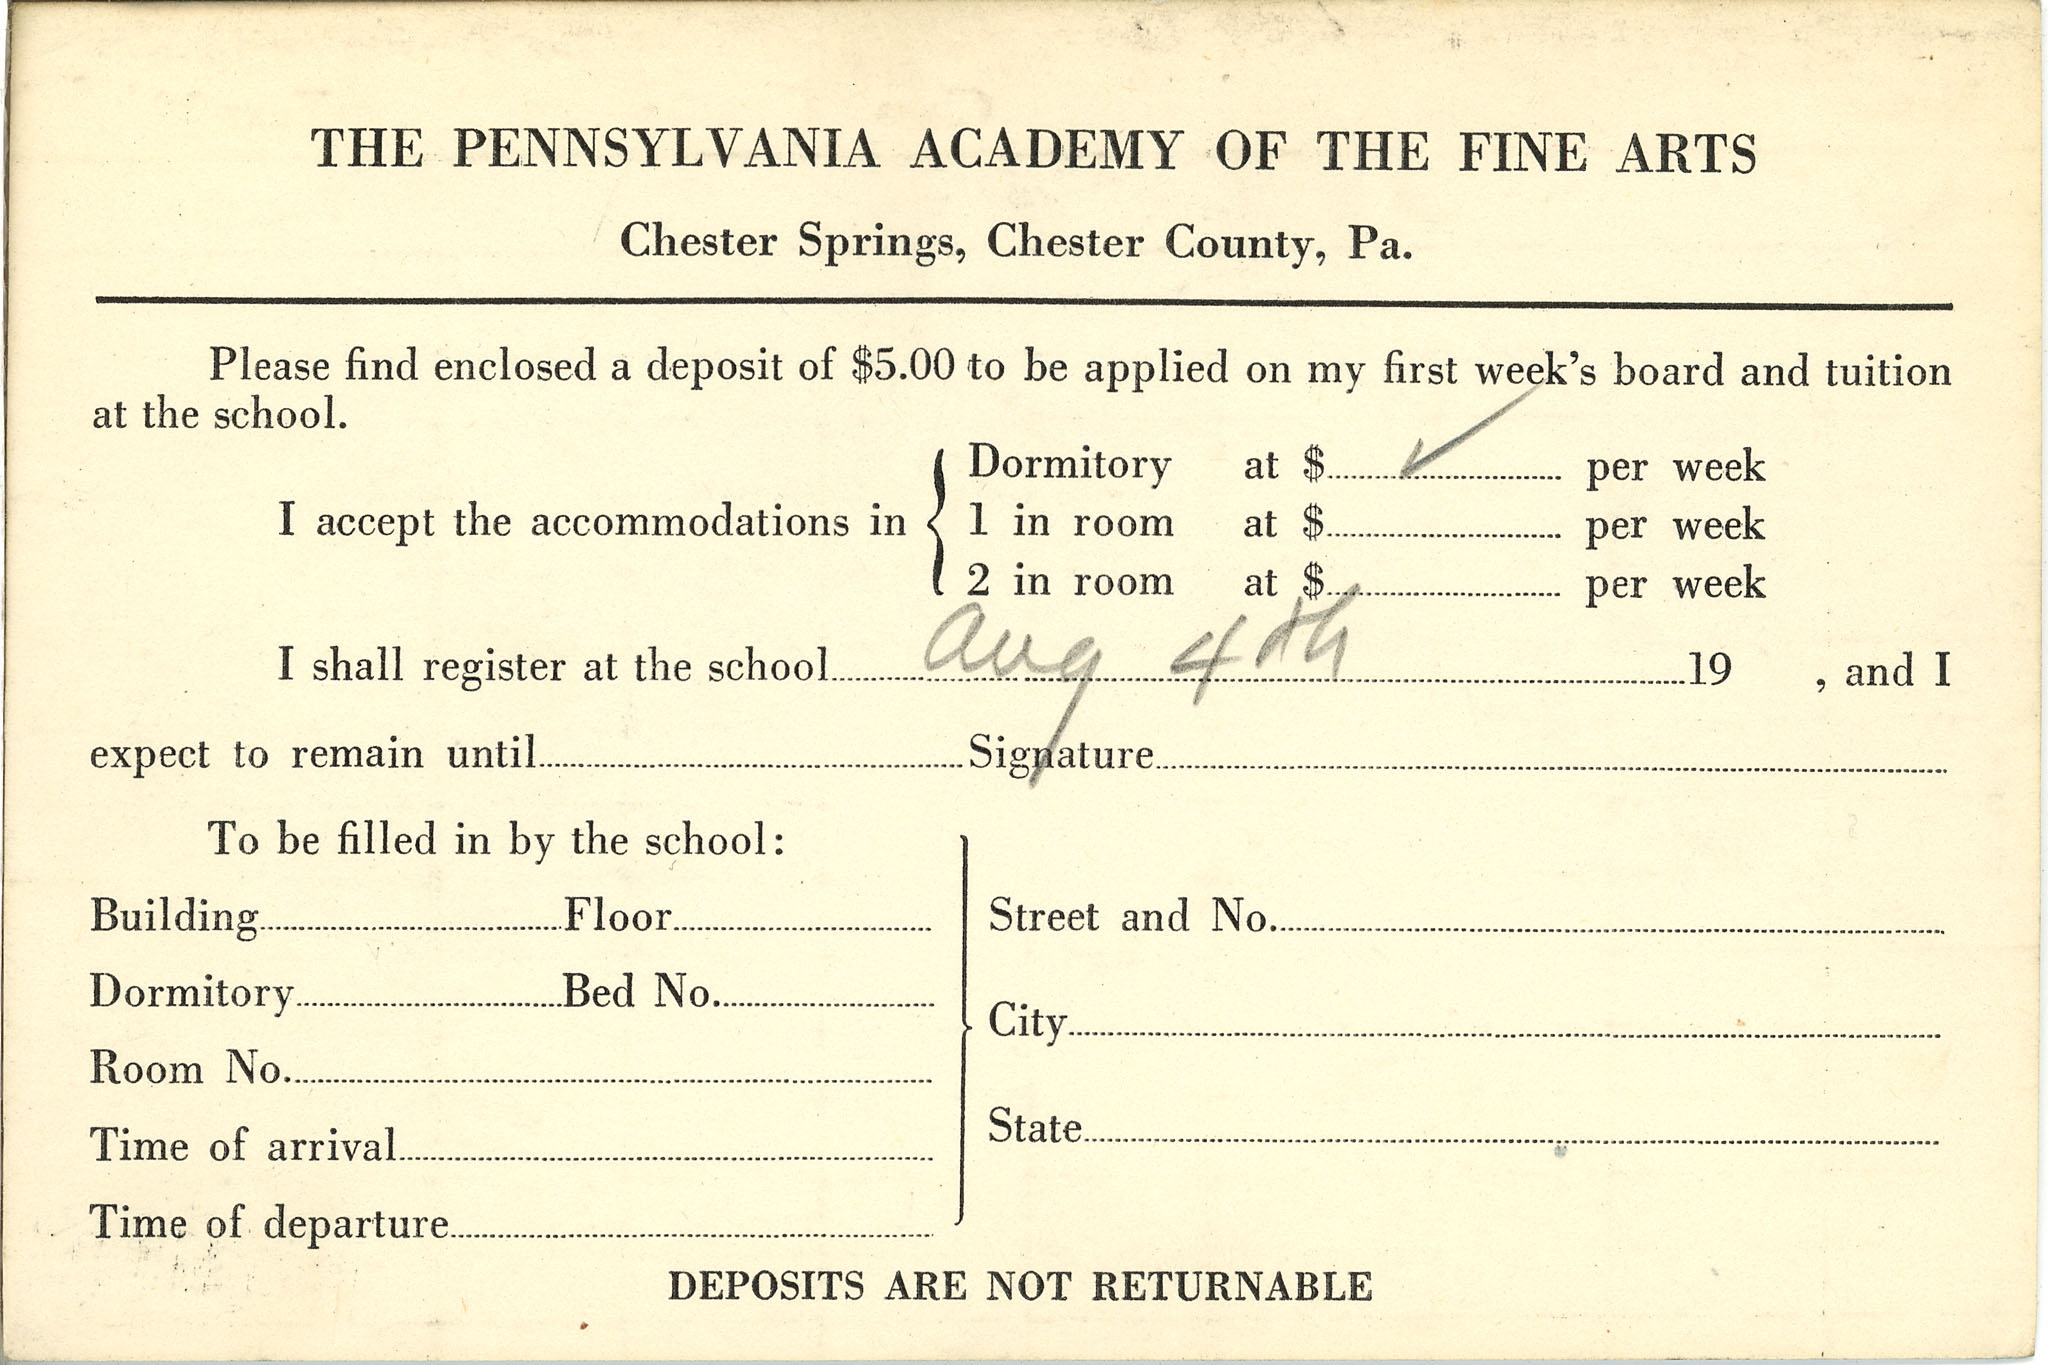 THE PENNSYLVANIA ACADEMY OF THE FINE ARTS
Chester Springs, Chester County, Pa.
Please find enclosed a deposit of $5.00 to be applied on my first week's board and tuition
at the school.
I accept the accommodations in
Dormitory at $ ✓ per week
1 in room at $ per week
2 in room at $ per week
I shall register at the school Aug 4th 19 , and I
expect to remain until Signature
To be filled in by the school:
Building Floor
Dormitory Bed No.
Room No.
Time of arrival
Time of departure
Street and No.
City
State
DEPOSITS ARE NOT RETURNABLE